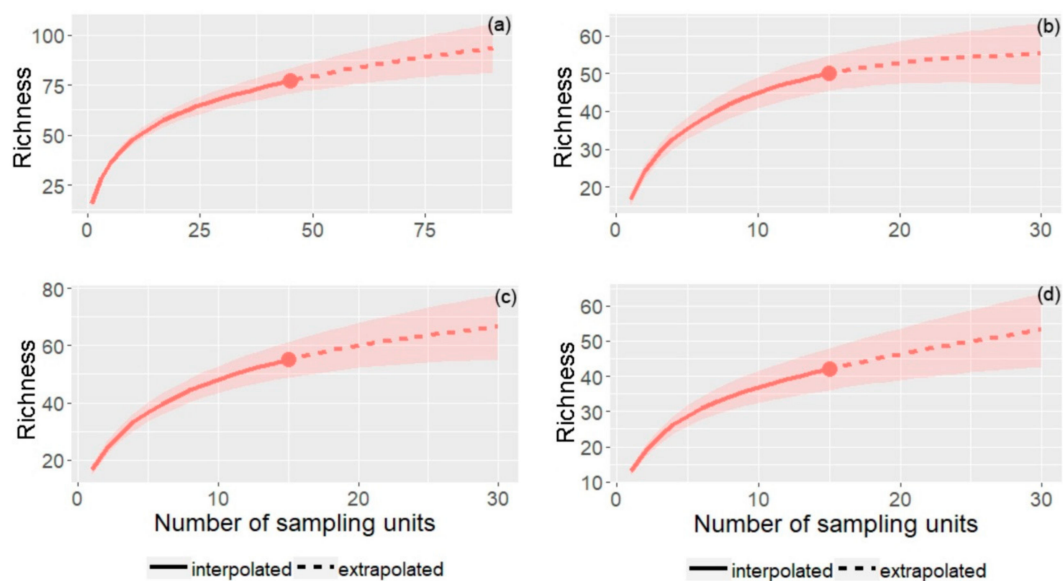 (a)
Richness
100
75
50
25
0 25 50 75
(b)
Richness
60
50
40
30
20
0 10 20 30
(c)
Richness
80
60
40
20
0 10 20 30
Number of sampling units
interpolated extrapolated
(d)
Richness
60
50
40
30
20
10
0 10 20 30
Number of sampling units
interpolated extrapolated